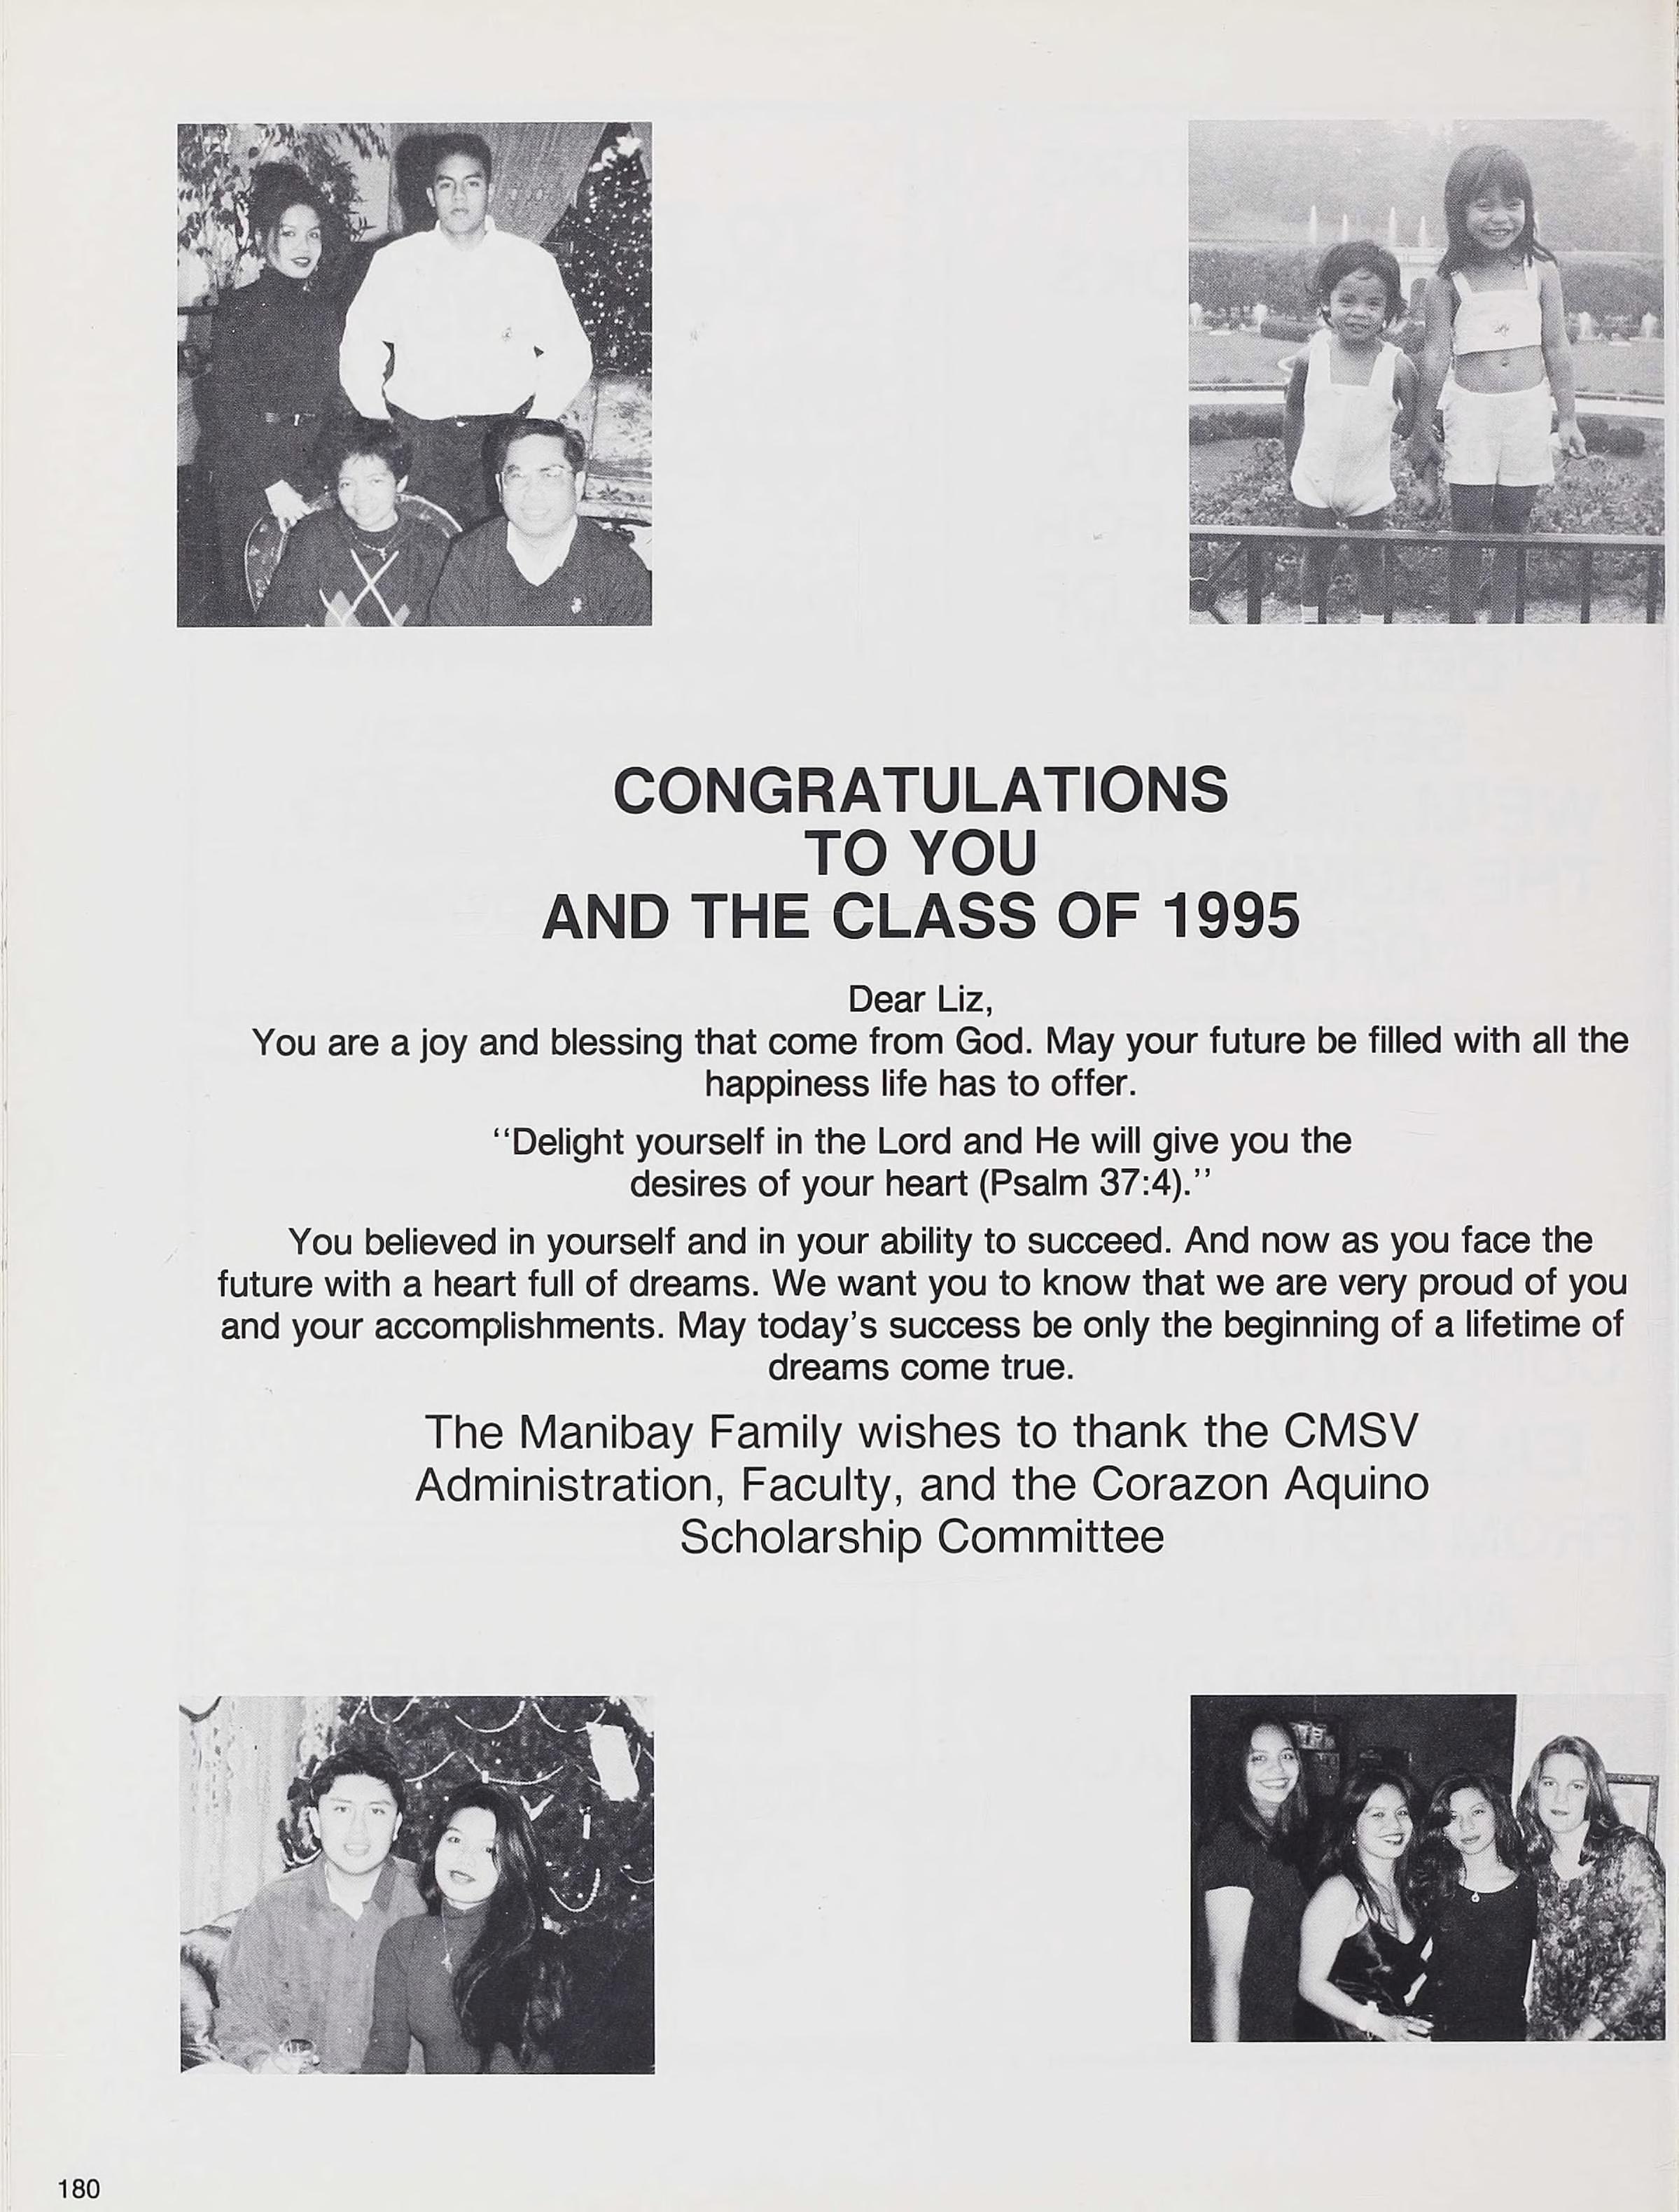 CONGRATULATIONS
TO YOU
AND THE CLASS OF 1995
Dear Liz,
You are a joy and blessing that come from God. May your future be filled with all the
happiness life has to offer.
‘‘Delight yourself in the Lord and He will give you the
desires of your heart (Psalm 37:4).’’
You believed in yourself and in your ability to succeed. And now as you face the
future with a heart full of dreams. We want you to know that we are very proud of you
and your accomplishments. May today's success be only the beginning of a lifetime of
dreams come true.
The Manibay Family wishes to thank the CMSV
Administration, Faculty, and the Corazon Aquino
Scholarship Committee
180